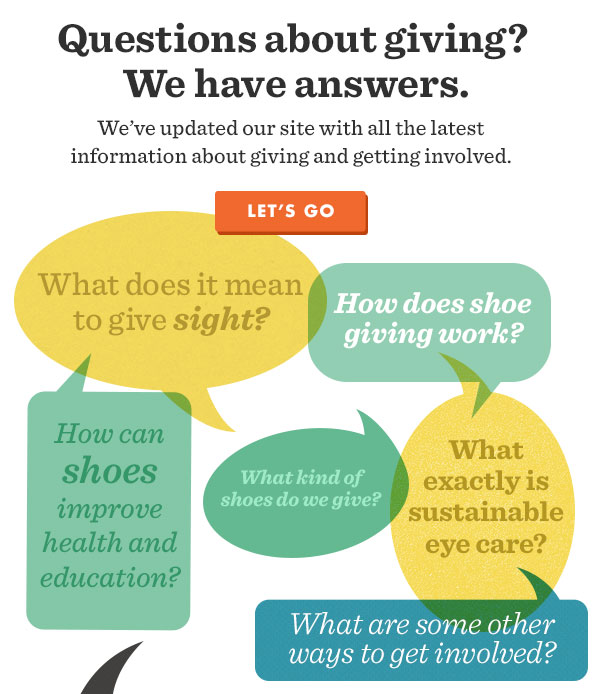 Questions about giving?
We have answers.
We’ve updated our site with all the latest
information about giving and getting involved.
LET’S GO
What does it mean
to give sight?
How does shoe
giving work?
How can
shoes
improve
health and
education?
What kind of
shoes do we give?
What
exactly is
sustainable
eye care?
What are some other
ways to get involved?